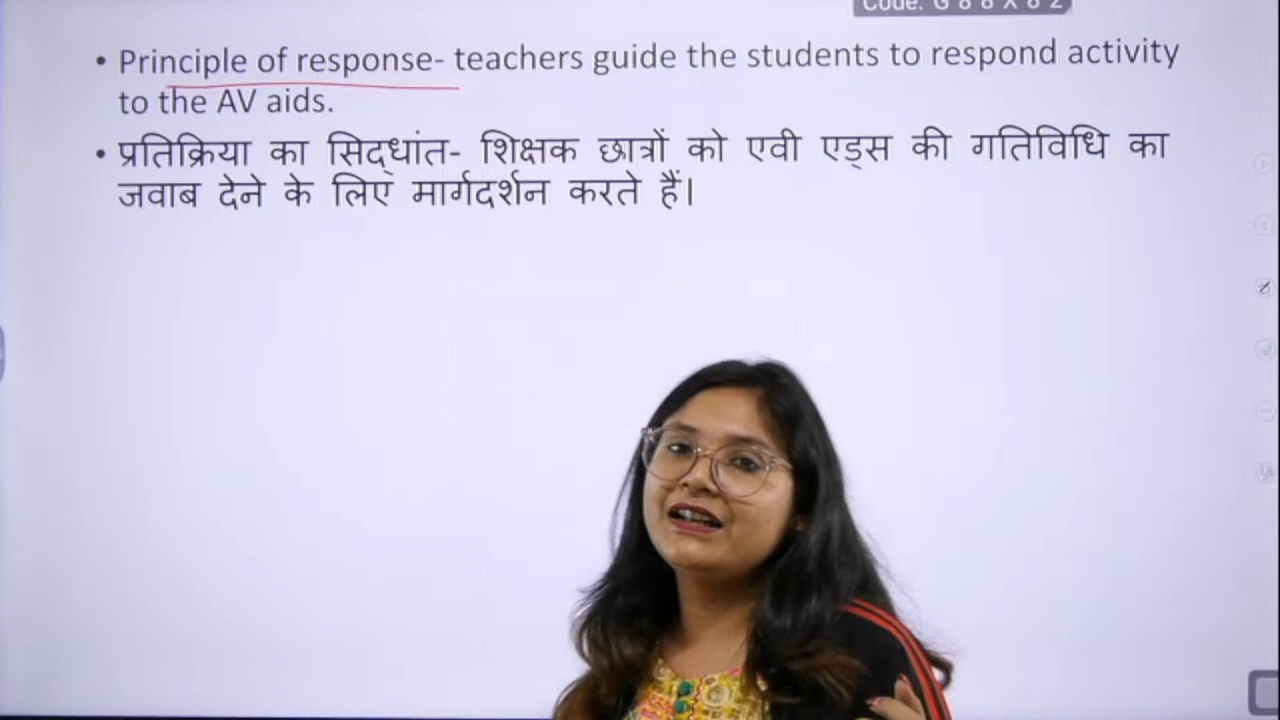 • Principle of response- teachers guide the students to respond activity
to the AV aids.
• प्रतिक्रिया का सिद्धांत- शिक्षक छात्रों को एवी एड्स की गतिविधि का
जवाब देने के लिए मार्गदर्शन करते हैं।